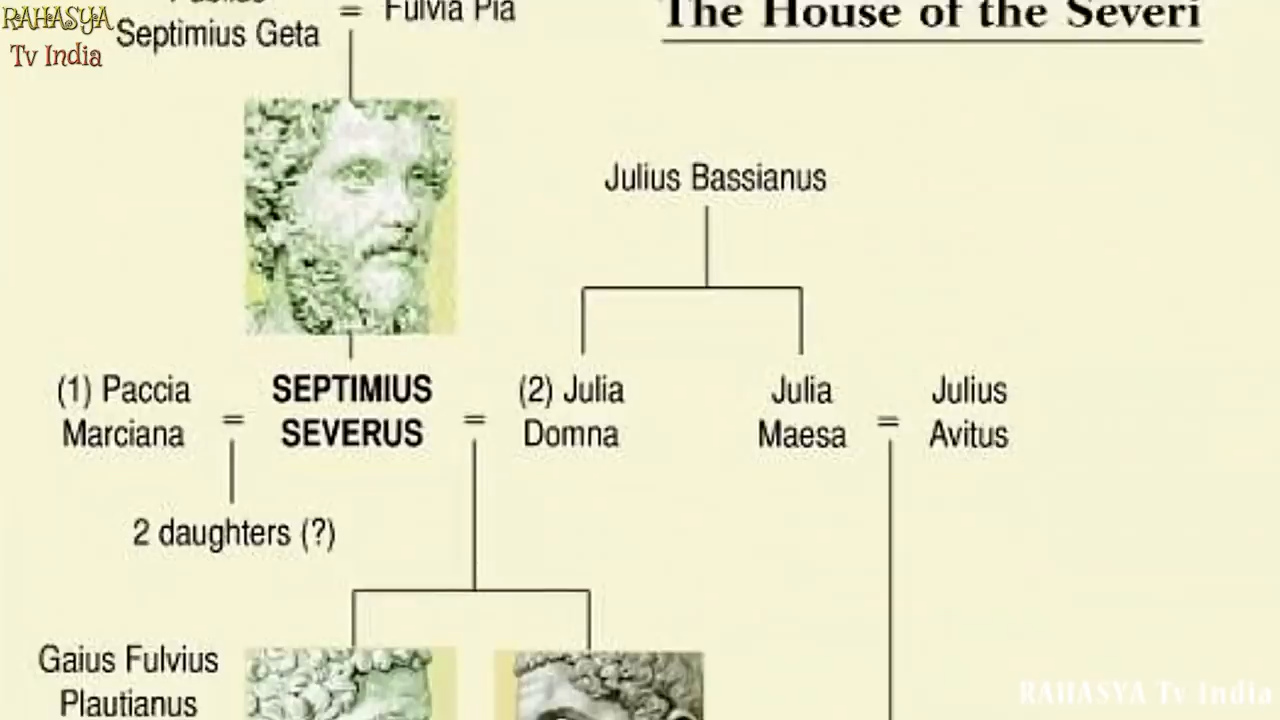 RAHASYA
Tv India
Publius
Septimius Geta
=
Fulvia Pia
The House of the Severi
Julius Bassianus
(1) Paccia
Marciana
=
SEPTIMIUS
SEVERUS
=
(2) Julia
Domna
Julia
Maesa
=
Julius
Avitus
2 daughters (?)
Gaius Fulvius
Plautianus
RAHASYA Tv India